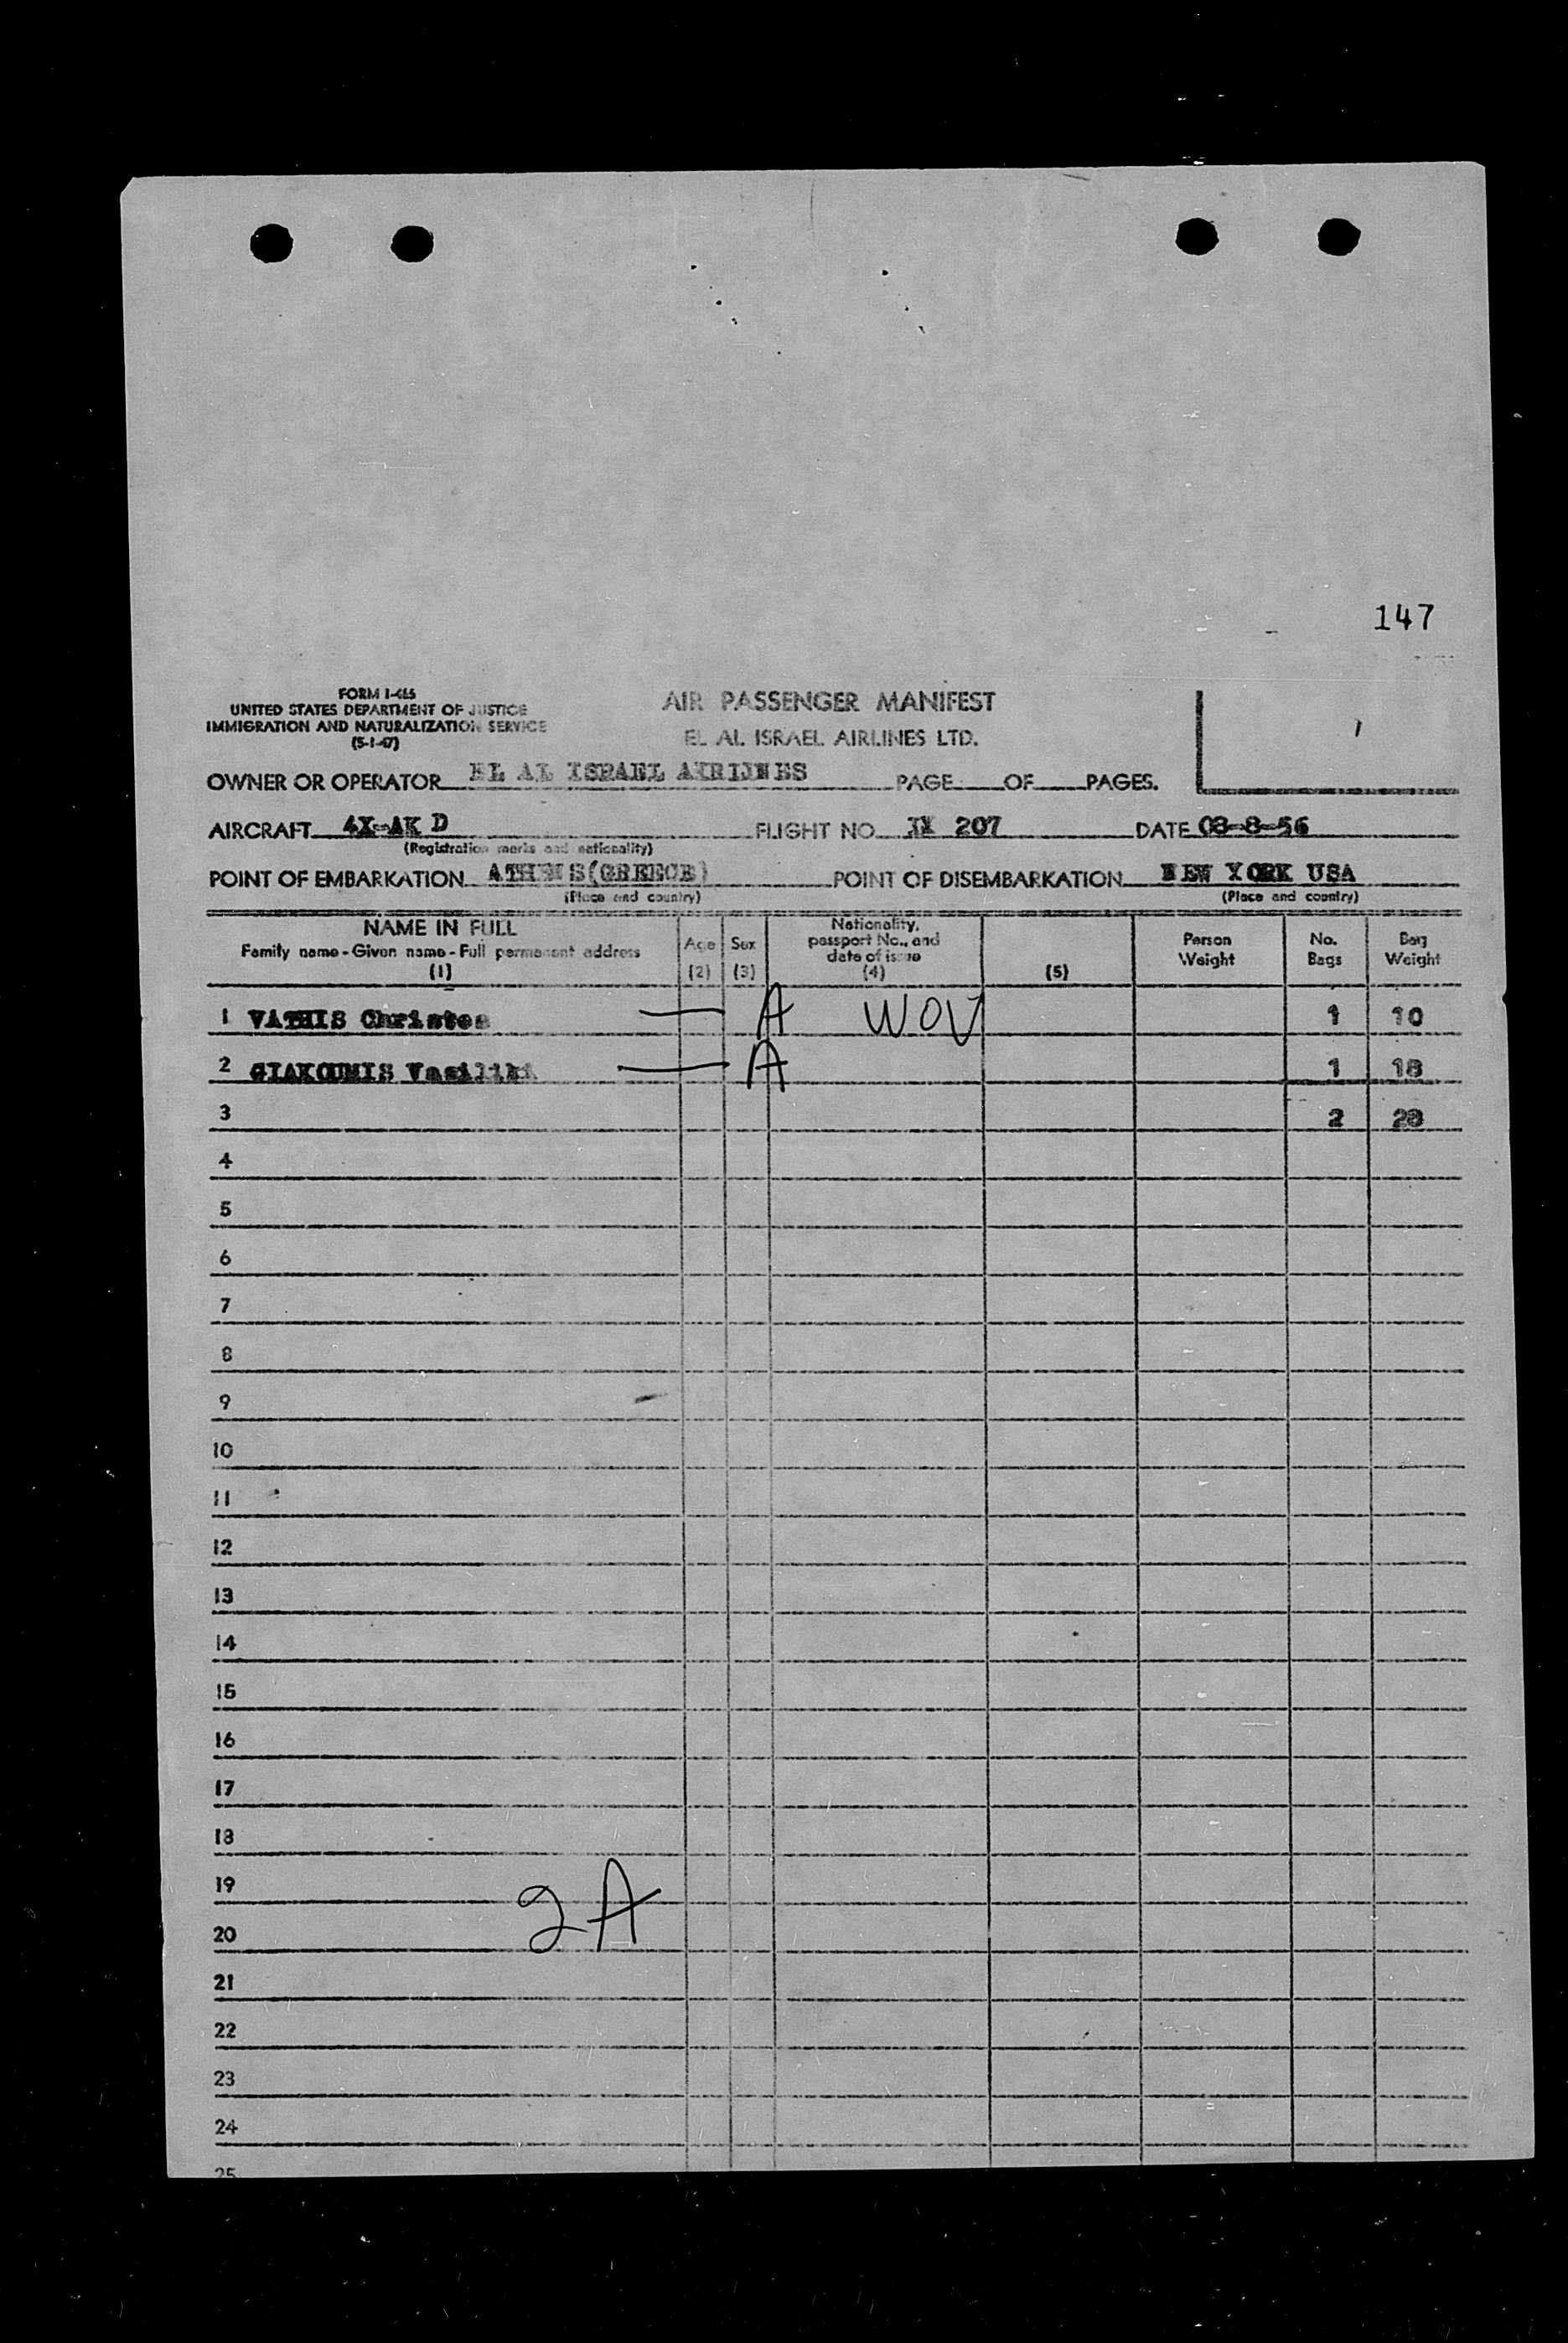 147
FORM I-466
UNITED STATES DEPARTMENT OF JUSTICE
IMMIGRATION AND NATURALIZATION SERVICE
(5-1-47)
AIR PASSENGER MANIFEST
EL AL ISRAEL AIRLINES LTD.
OWNER OR OPERATOR EL AL ISRAEL AIRLINES PAGE OF PAGES.
AIRCRAFT 4X-AK D FLIGHT NO. 207 DATE 08-8-56
(Registration marks and nationality)
POINT OF EMBARKATION ATHENS(GREECE) POINT OF DISEMBARKATION NEW YORK USA
(Place and country) (Place and country)
NAME IN FULL
Family name - Given name - Full permanent address
(1)
Age
(2)
Sex
(3)
Nationality,
passport No., and
date of issue
(4)
(5)
Person
Weight
No.
Bags
Bag
Weight
1 VATHIS Christos — A WOV 1 10
2 GIAKOUMIS Vasiliki — A 1 18
3 2 28
4
5
6
7
8
9
10
11
12
13
14
15
16
17
18
19
2A
20
21
22
23
24
25